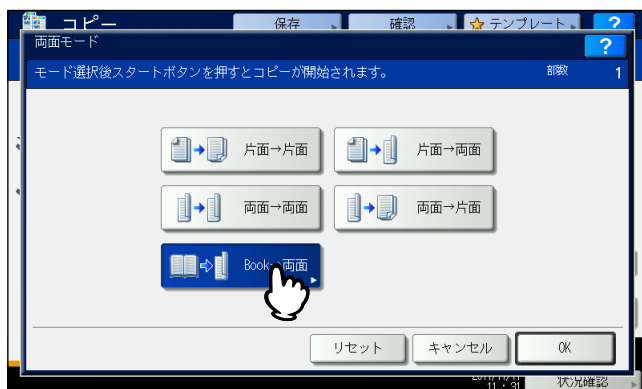 コピー 保存 確認 テンプレート ?
両面モード ?
モード選択後スタートボタンを押すとコピーが開始されます。 部数 1
片面→片面 片面→両面
両面→両面 両面→片面
Book→両面
リセット キャンセル OK
11:31 状況確認